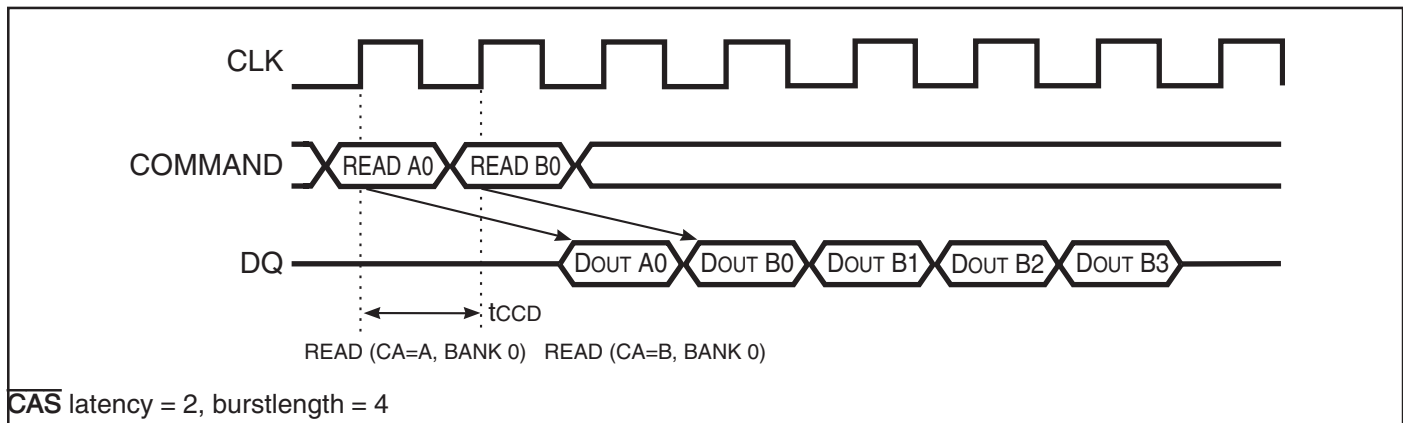 CLK
COMMAND READ A0 READ B0
DQ DOUT A0 DOUT B0 DOUT B1 DOUT B2 DOUT B3
tCCD
READ (CA=A, BANK 0) READ (CA=B, BANK 0)
CAS latency = 2, burstlength = 4